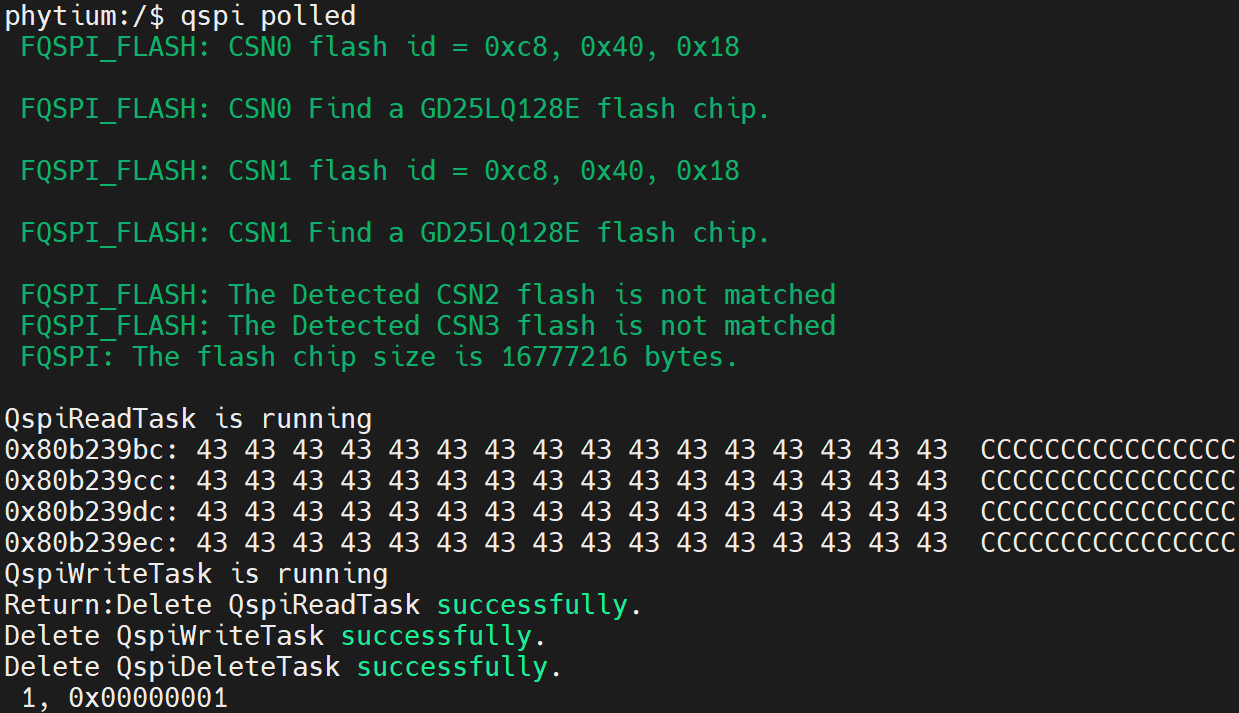 phytium:/$ qspi polled
FQSPI_FLASH: CSN0 flash id = 0xc8, 0x40, 0x18
FQSPI_FLASH: CSN0 Find a GD25LQ128E flash chip.
FQSPI_FLASH: CSN1 flash id = 0xc8, 0x40, 0x18
FQSPI_FLASH: CSN1 Find a GD25LQ128E flash chip.
FQSPI_FLASH: The Detected CSN2 flash is not matched
FQSPI_FLASH: The Detected CSN3 flash is not matched
FQSPI: The flash chip size is 16777216 bytes.
QspiReadTask is running
0x80b239bc: 43 43 43 43 43 43 43 43 43 43 43 43 43 43 43 43  CCCCCCCCCCCCCCCC
0x80b239cc: 43 43 43 43 43 43 43 43 43 43 43 43 43 43 43 43  CCCCCCCCCCCCCCCC
0x80b239dc: 43 43 43 43 43 43 43 43 43 43 43 43 43 43 43 43  CCCCCCCCCCCCCCCC
0x80b239ec: 43 43 43 43 43 43 43 43 43 43 43 43 43 43 43 43  CCCCCCCCCCCCCCCC
QspiWriteTask is running
Return:Delete QspiReadTask successfully.
Delete QspiWriteTask successfully.
Delete QspiDeleteTask successfully.
1, 0x00000001